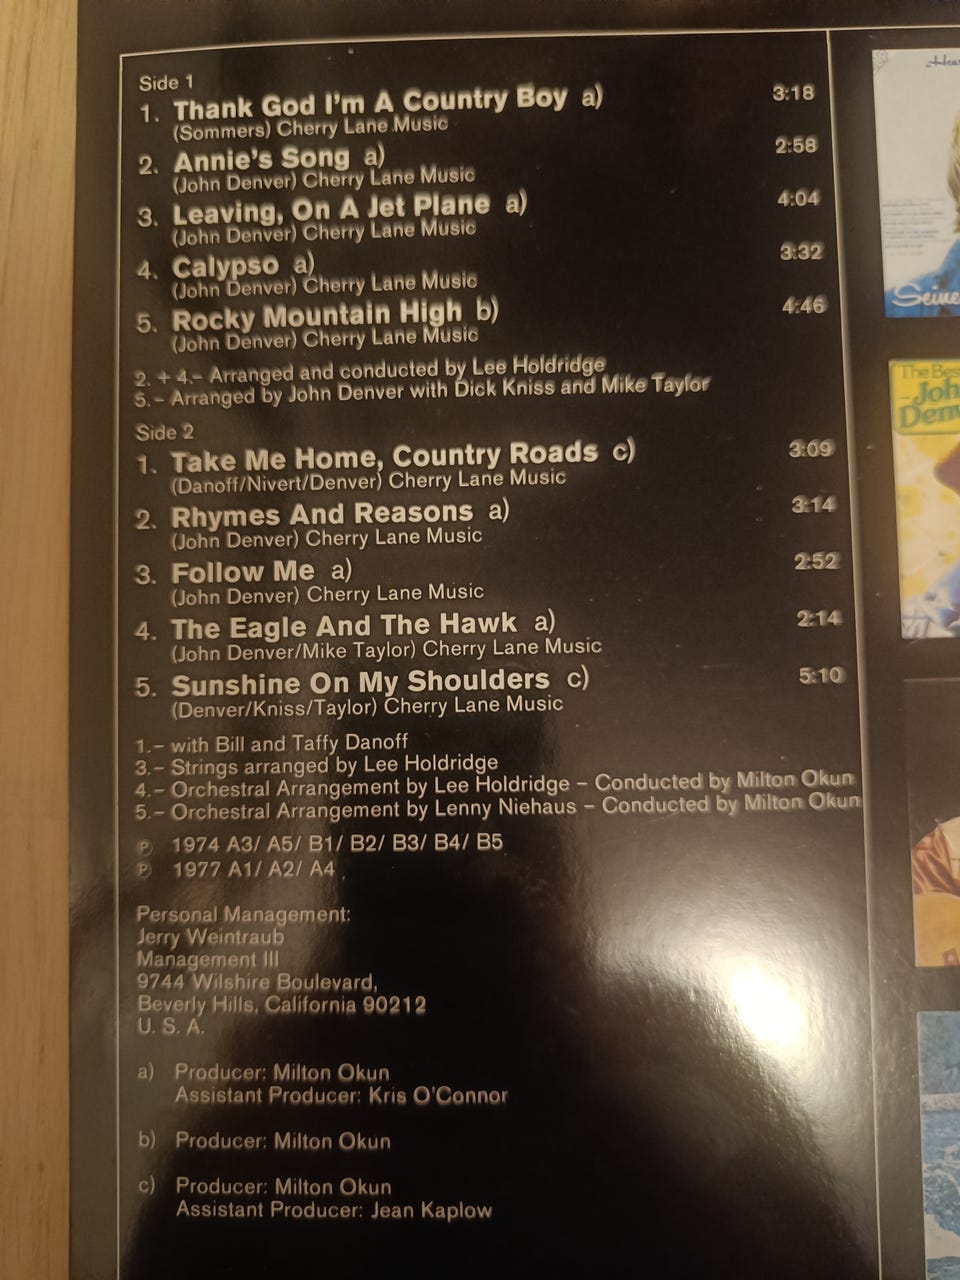 Side 1
1. Thank God I'm A Country Boy a) 3:18
(Sommers) Cherry Lane Music
2. Annie's Song a) 2:58
(John Denver) Cherry Lane Music
3. Leaving, On A Jet Plane a) 4:04
(John Denver) Cherry Lane Music
4. Calypso a) 3:32
(John Denver) Cherry Lane Music
5. Rocky Mountain High b) 4:46
(John Denver) Cherry Lane Music
2. + 4.– Arranged and conducted by Lee Holdridge
5.– Arranged by John Denver with Dick Kniss and Mike Taylor
Side 2
1. Take Me Home, Country Roads c) 3:09
(Danoff/Nivert/Denver) Cherry Lane Music
2. Rhymes And Reasons a) 3:14
(John Denver) Cherry Lane Music
3. Follow Me a) 2:52
(John Denver) Cherry Lane Music
4. The Eagle And The Hawk a) 2:14
(John Denver/Mike Taylor) Cherry Lane Music
5. Sunshine On My Shoulders c) 5:10
(Denver/Kniss/Taylor) Cherry Lane Music
1.– with Bill and Taffy Danoff
3.– Strings arranged by Lee Holdridge
4.– Orchestral Arrangement by Lee Holdridge – Conducted by Milton Okun
5.– Orchestral Arrangement by Lenny Niehaus – Conducted by Milton Okun
℗ 1974 A3/ A5/ B1/ B2/ B3/ B4/ B5
℗ 1977 A1/ A2/ A4
Personal Management:
Jerry Weintraub
Management III
9744 Wilshire Boulevard,
Beverly Hills, California 90212
U. S. A.
a) Producer: Milton Okun
Assistant Producer: Kris O'Connor
b) Producer: Milton Okun
c) Producer: Milton Okun
Assistant Producer: Jean Kaplow
Seine
The Bes
Joh
Denv